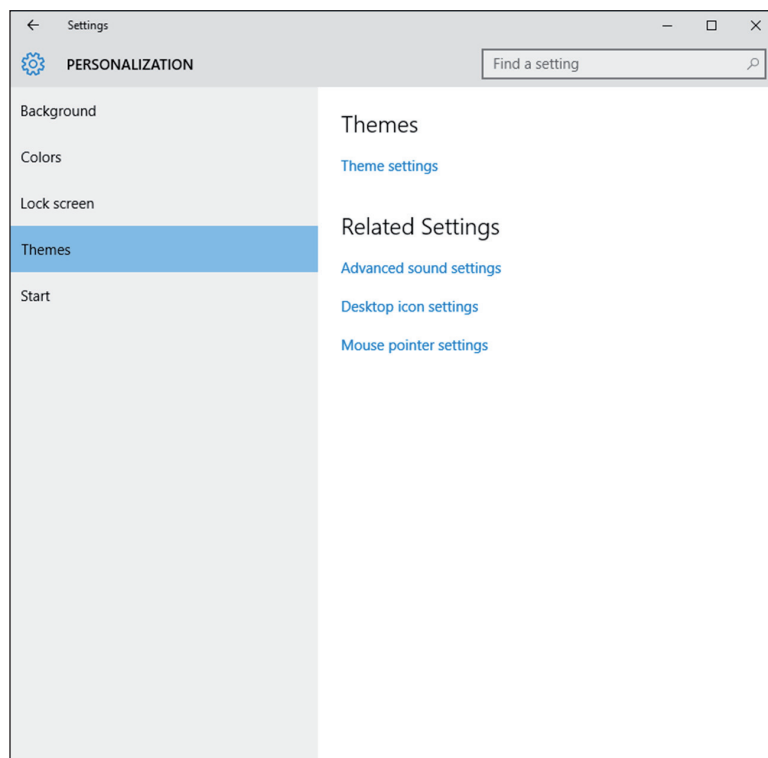 Settings
PERSONALIZATION
Find a setting
Background
Colors
Lock screen
Themes
Start
Themes
Theme settings
Related Settings
Advanced sound settings
Desktop icon settings
Mouse pointer settings